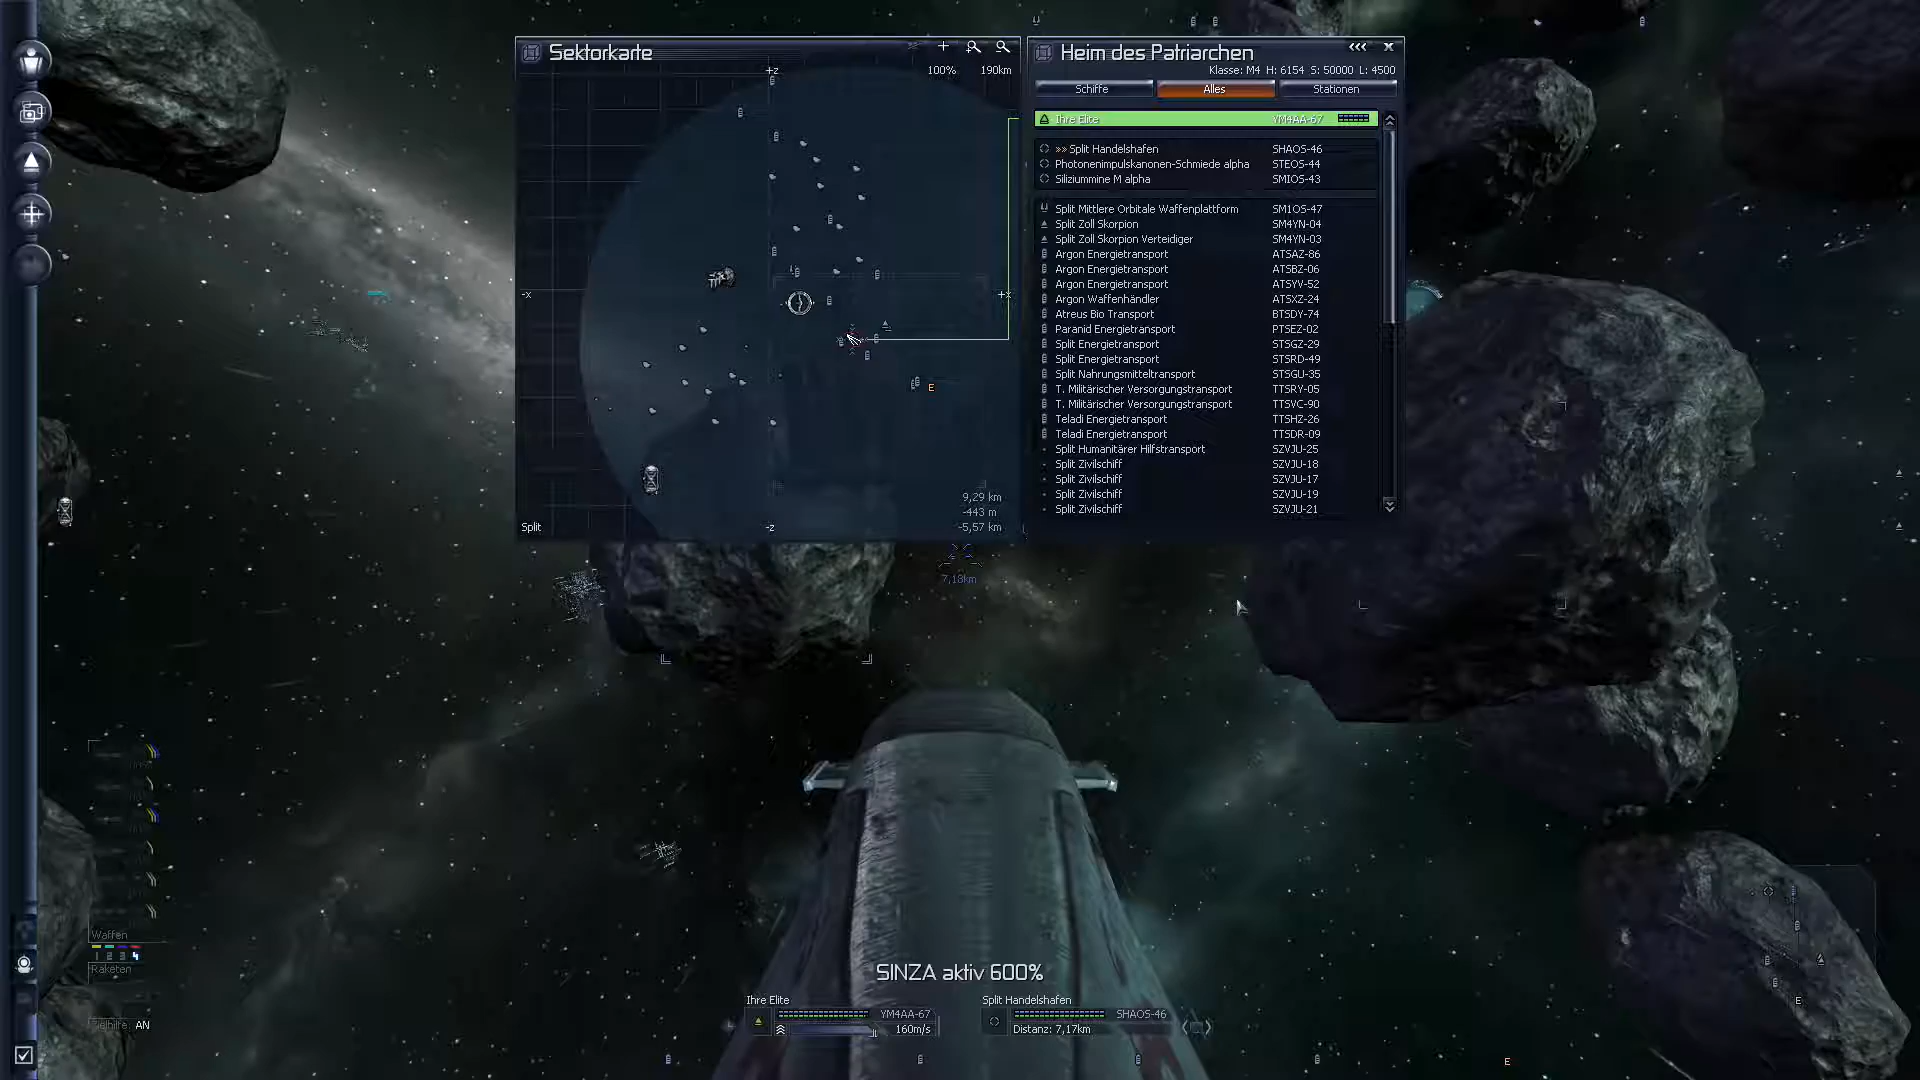 Sektorkarte
+z
100%
190km
-x
+x
E
9,29 km
-443 m
-5,57 km
Split
-z
Heim des Patriarchen
Klasse: M4 H: 6154 S: 50000 L: 4500
Schiffe
Alles
Stationen
Ihre Elite YM4AA-67
»» Split Handelshafen SHAOS-46
Photonenimpulskanonen-Schmiede alpha STEOS-44
Siliziummine M alpha SMIOS-43
Split Mittlere Orbitale Waffenplattform SM1OS-47
Split Zoll Skorpion SM4YN-04
Split Zoll Skorpion Verteidiger SM4YN-03
Argon Energietransport ATSAZ-86
Argon Energietransport ATSBZ-06
Argon Energietransport ATSYV-52
Argon Waffenhändler ATSXZ-24
Atreus Bio Transport BTSDY-74
Paranid Energietransport PTSEZ-02
Split Energietransport STSGZ-29
Split Energietransport STSRD-49
Split Nahrungsmitteltransport STSGU-35
T. Militärischer Versorgungstransport TTSRY-05
T. Militärischer Versorgungstransport TTSVC-90
Teladi Energietransport TTSHZ-26
Teladi Energietransport TTSDR-09
Split Humanitärer Hilfstransport SZVJU-25
Split Zivilschiff SZVJU-18
Split Zivilschiff SZVJU-17
Split Zivilschiff SZVJU-19
Split Zivilschiff SZVJU-21
7,18km
Waffen
1 2 3 4
Raketen
Zielhilfe: AN
SINZA aktiv 600%
Ihre Elite
YM4AA-67
160m/s
Split Handelshafen
SHAOS-46
Distanz: 7,17km
E
E